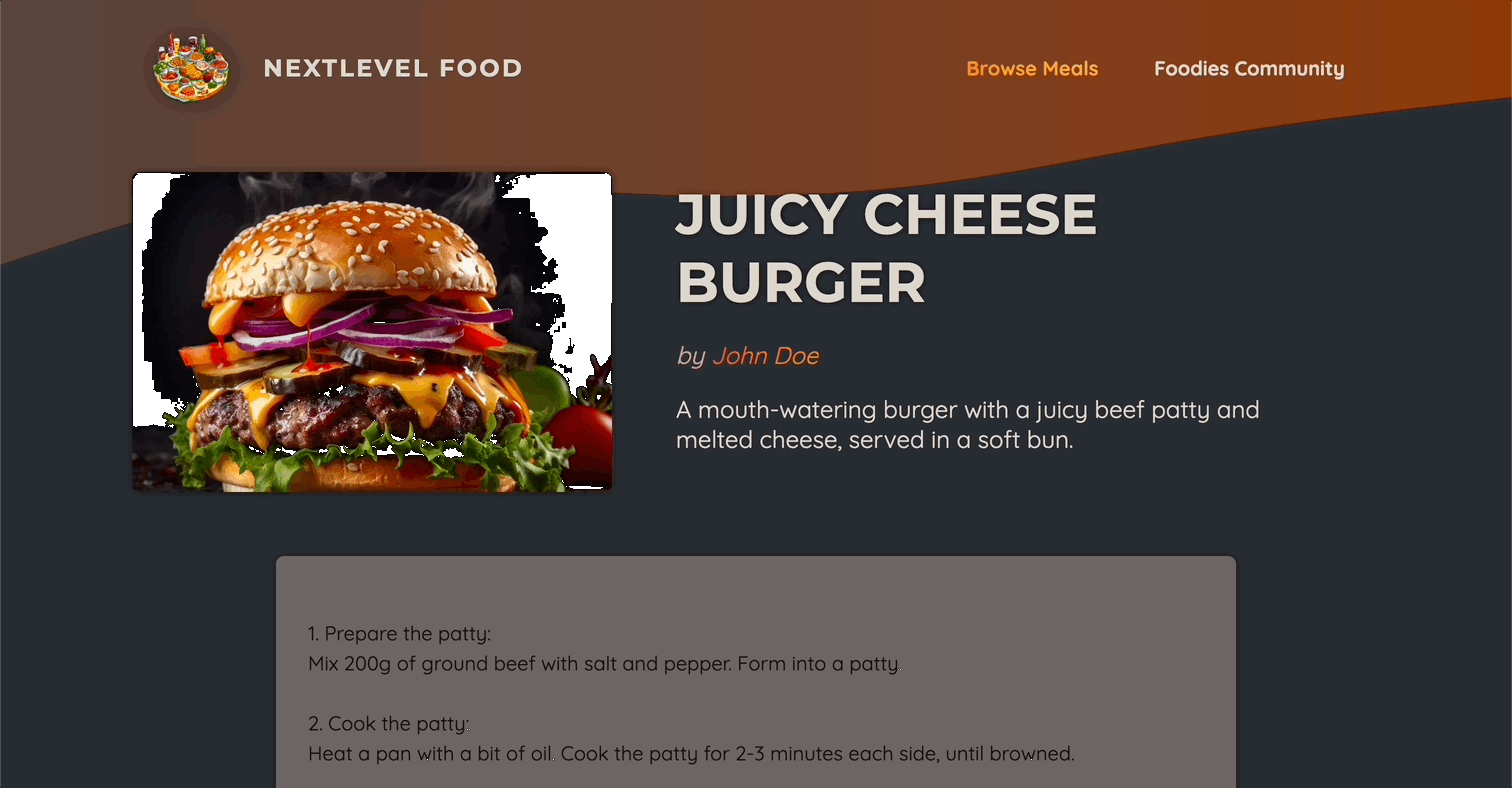 NEXTLEVEL FOOD
Browse Meals
Foodies Community
JUICY CHEESE
BURGER
by John Doe
A mouth-watering burger with a juicy beef patty and
melted cheese, served in a soft bun.
1. Prepare the patty:
Mix 200g of ground beef with salt and pepper. Form into a patty.
2. Cook the patty:
Heat a pan with a bit of oil. Cook the patty for 2-3 minutes each side, until browned.